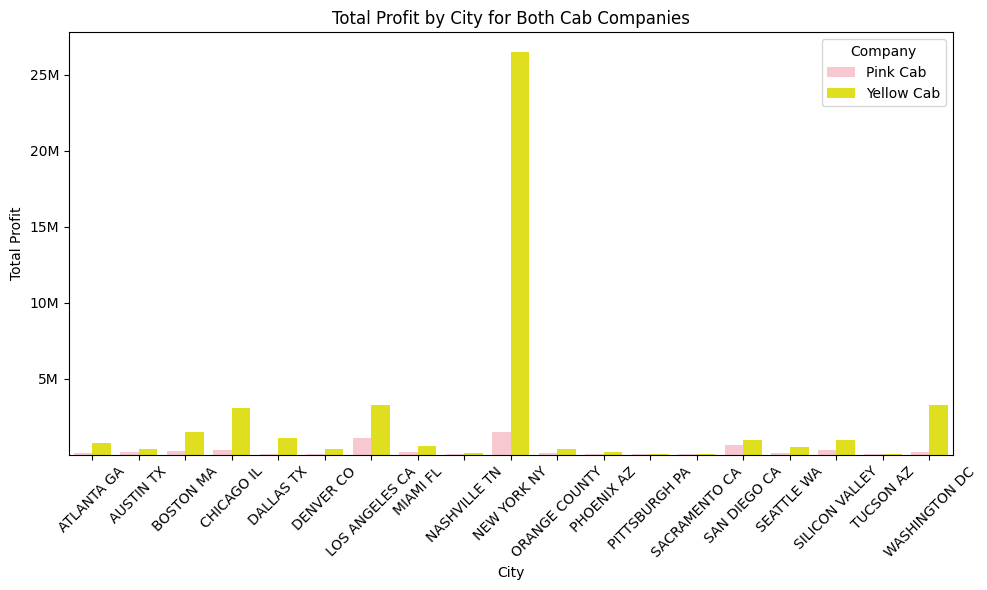 Total Profit by City for Both Cab Companies
Company
Pink Cab
Yellow Cab
Total Profit
25M
20M
15M
10M
5M
ATLANTA GA
AUSTIN TX
BOSTON MA
CHICAGO IL
DALLAS TX
DENVER CO
LOS ANGELES CA
MIAMI FL
NASHVILLE TN
NEW YORK NY
ORANGE COUNTY
PHOENIX AZ
PITTSBURGH PA
SACRAMENTO CA
SAN DIEGO CA
SEATTLE WA
SILICON VALLEY
TUCSON AZ
WASHINGTON DC
City